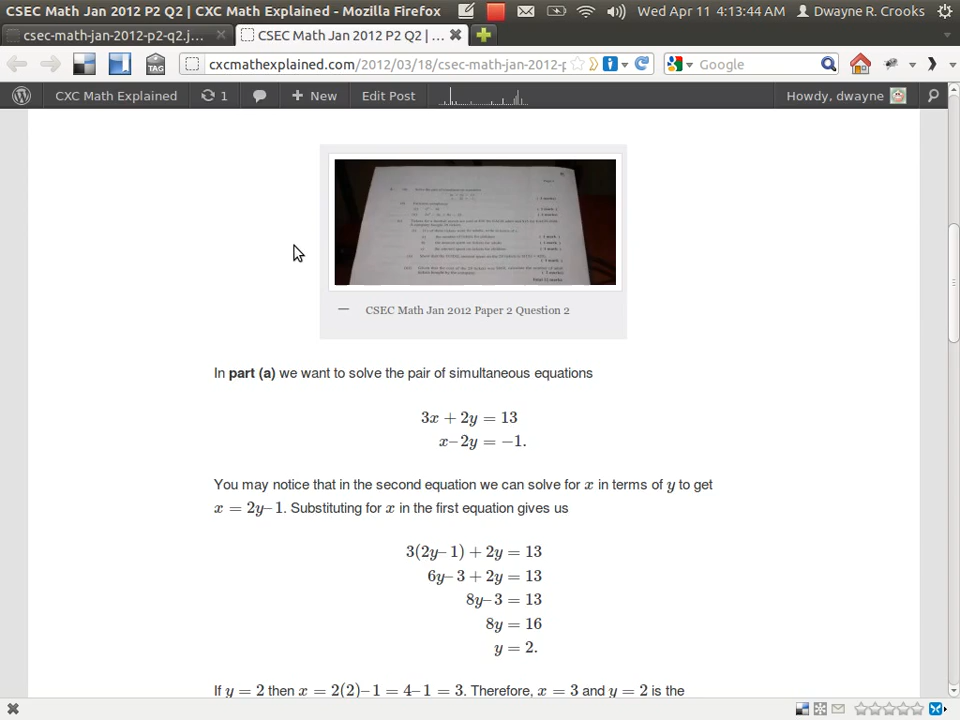 CSEC Math Jan 2012 P2 Q2 | CXC Math Explained - Mozilla Firefox
Wed Apr 11 4:13:44 AM Dwayne R. Crooks
csec-math-jan-2012-p2-q2.j...
CSEC Math Jan 2012 P2 Q2 | ...
cxcmathexplained.com/2012/03/18/csec-math-jan-2012-p
Google
TAG
CXC Math Explained 1 + New Edit Post Howdy, dwayne
— CSEC Math Jan 2012 Paper 2 Question 2
In part (a) we want to solve the pair of simultaneous equations
3x + 2y = 13
x–2y = −1.
You may notice that in the second equation we can solve for x in terms of y to get
x = 2y–1. Substituting for x in the first equation gives us
3(2y–1) + 2y = 13
6y–3 + 2y = 13
8y–3 = 13
8y = 16
y = 2.
If y = 2 then x = 2(2)–1 = 4–1 = 3. Therefore, x = 3 and y = 2 is the